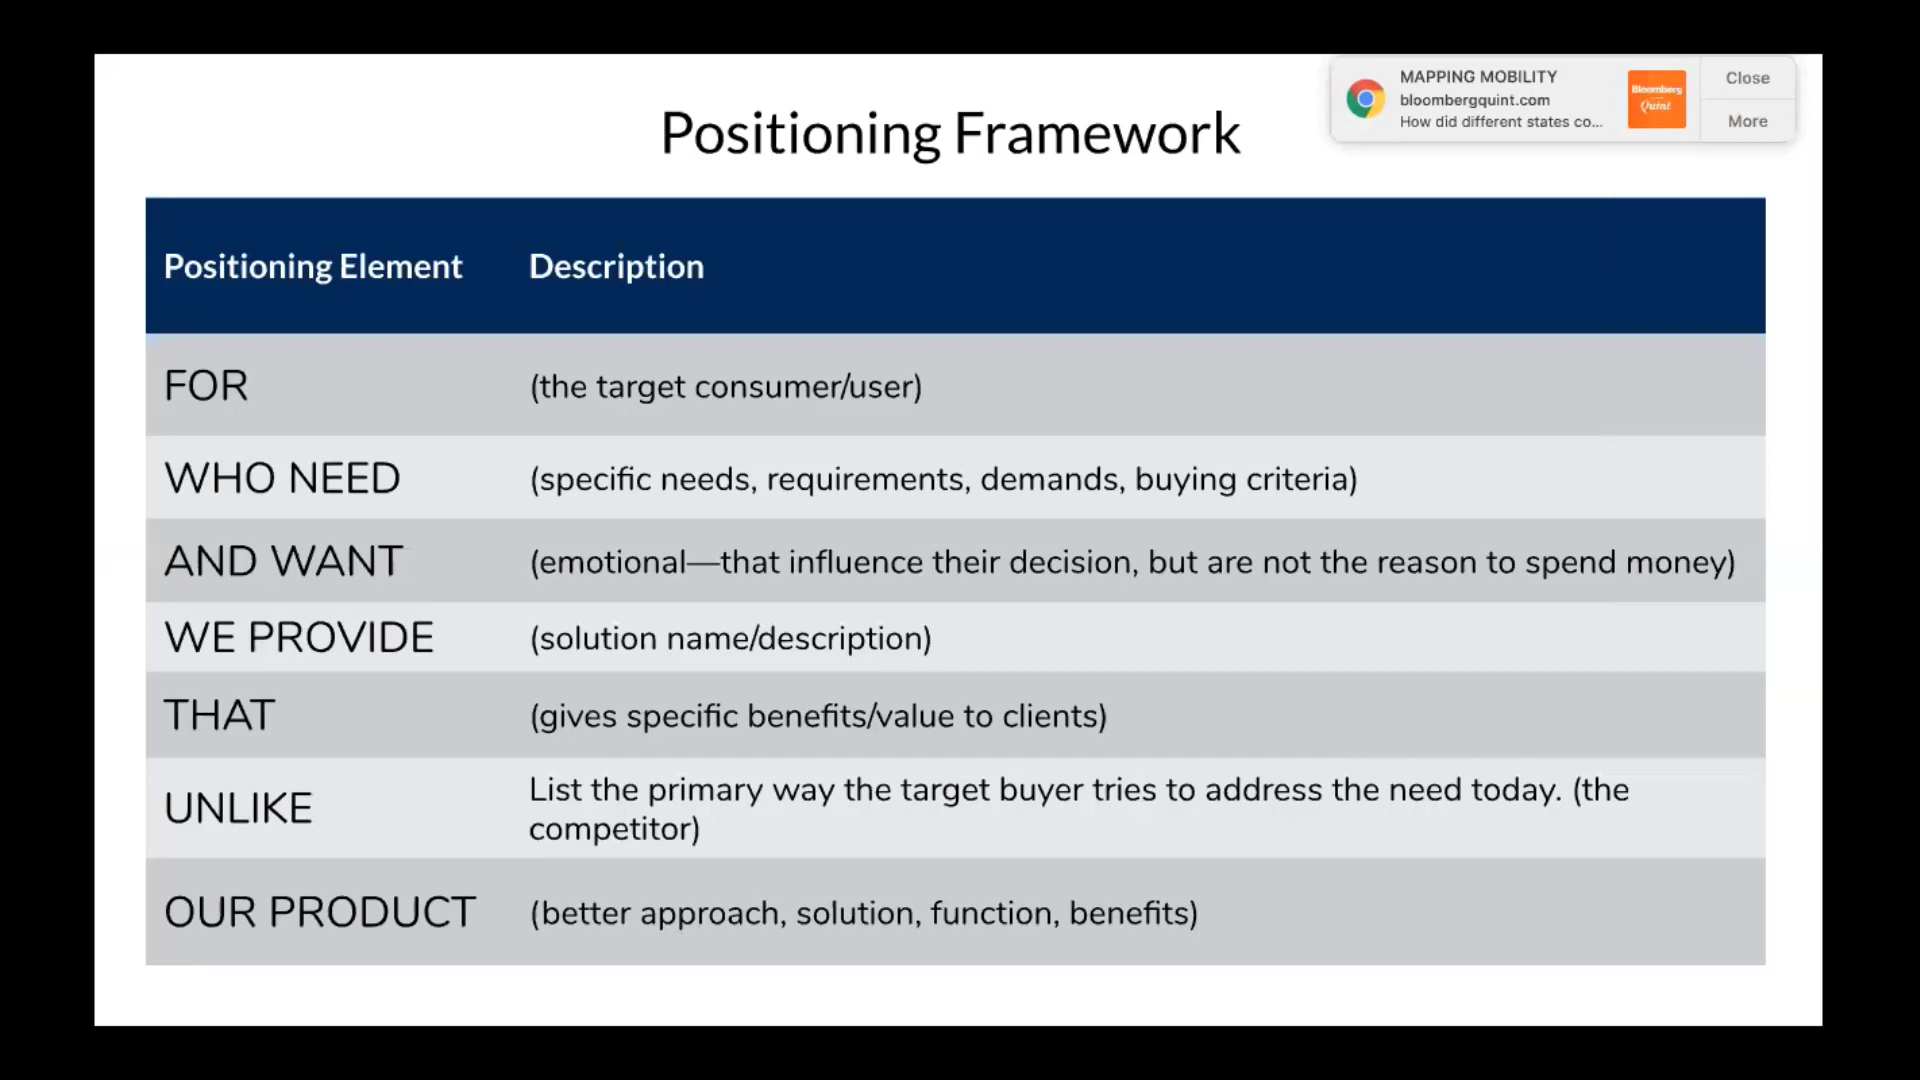 MAPPING MOBILITY
bloombergquint.com
How did different states co...
Bloomberg
Quint
Close
More
Positioning Framework
Positioning Element Description
FOR (the target consumer/user)
WHO NEED (specific needs, requirements, demands, buying criteria)
AND WANT (emotional—that influence their decision, but are not the reason to spend money)
WE PROVIDE (solution name/description)
THAT (gives specific benefits/value to clients)
UNLIKE List the primary way the target buyer tries to address the need today. (the
competitor)
OUR PRODUCT (better approach, solution, function, benefits)